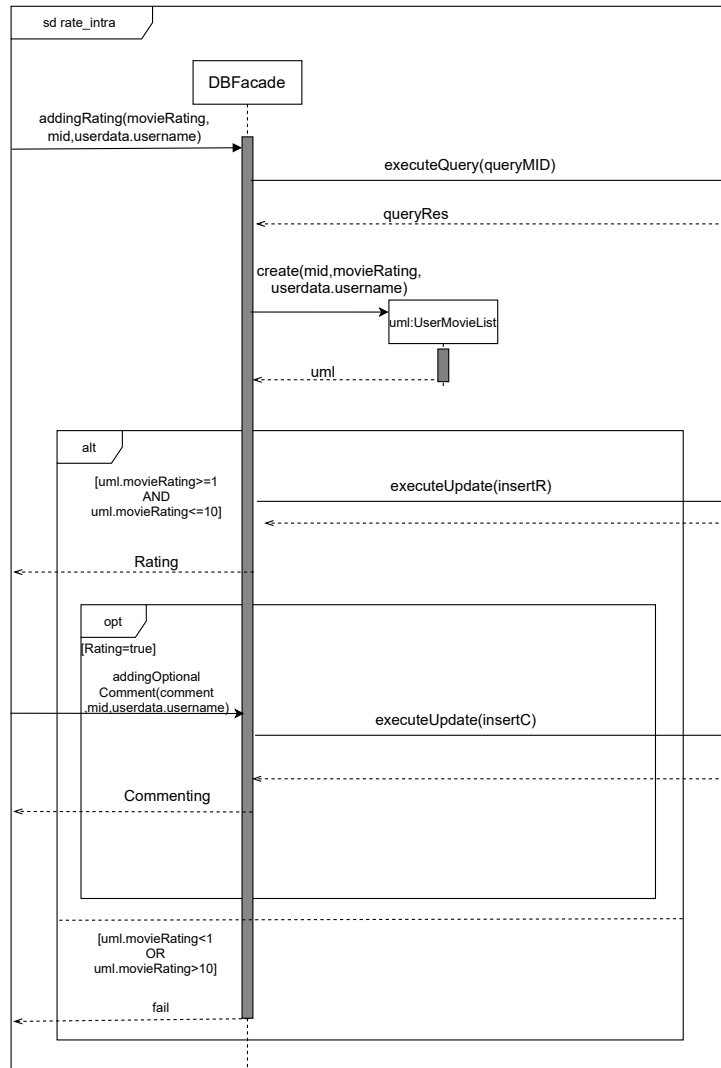 sd rate_intra
DBFacade
addingRating(movieRating,
mid,userdata.username)
executeQuery(queryMID)
queryRes
create(mid,movieRating,
userdata.username)
uml:UserMovieList
uml
alt
[uml.movieRating>=1
AND
uml.movieRating<=10]
executeUpdate(insertR)
Rating
opt
[Rating=true]
addingOptional
Comment(comment
,mid,userdata.username)
executeUpdate(insertC)
Commenting
[uml.movieRating<1
OR
uml.movieRating>10]
fail